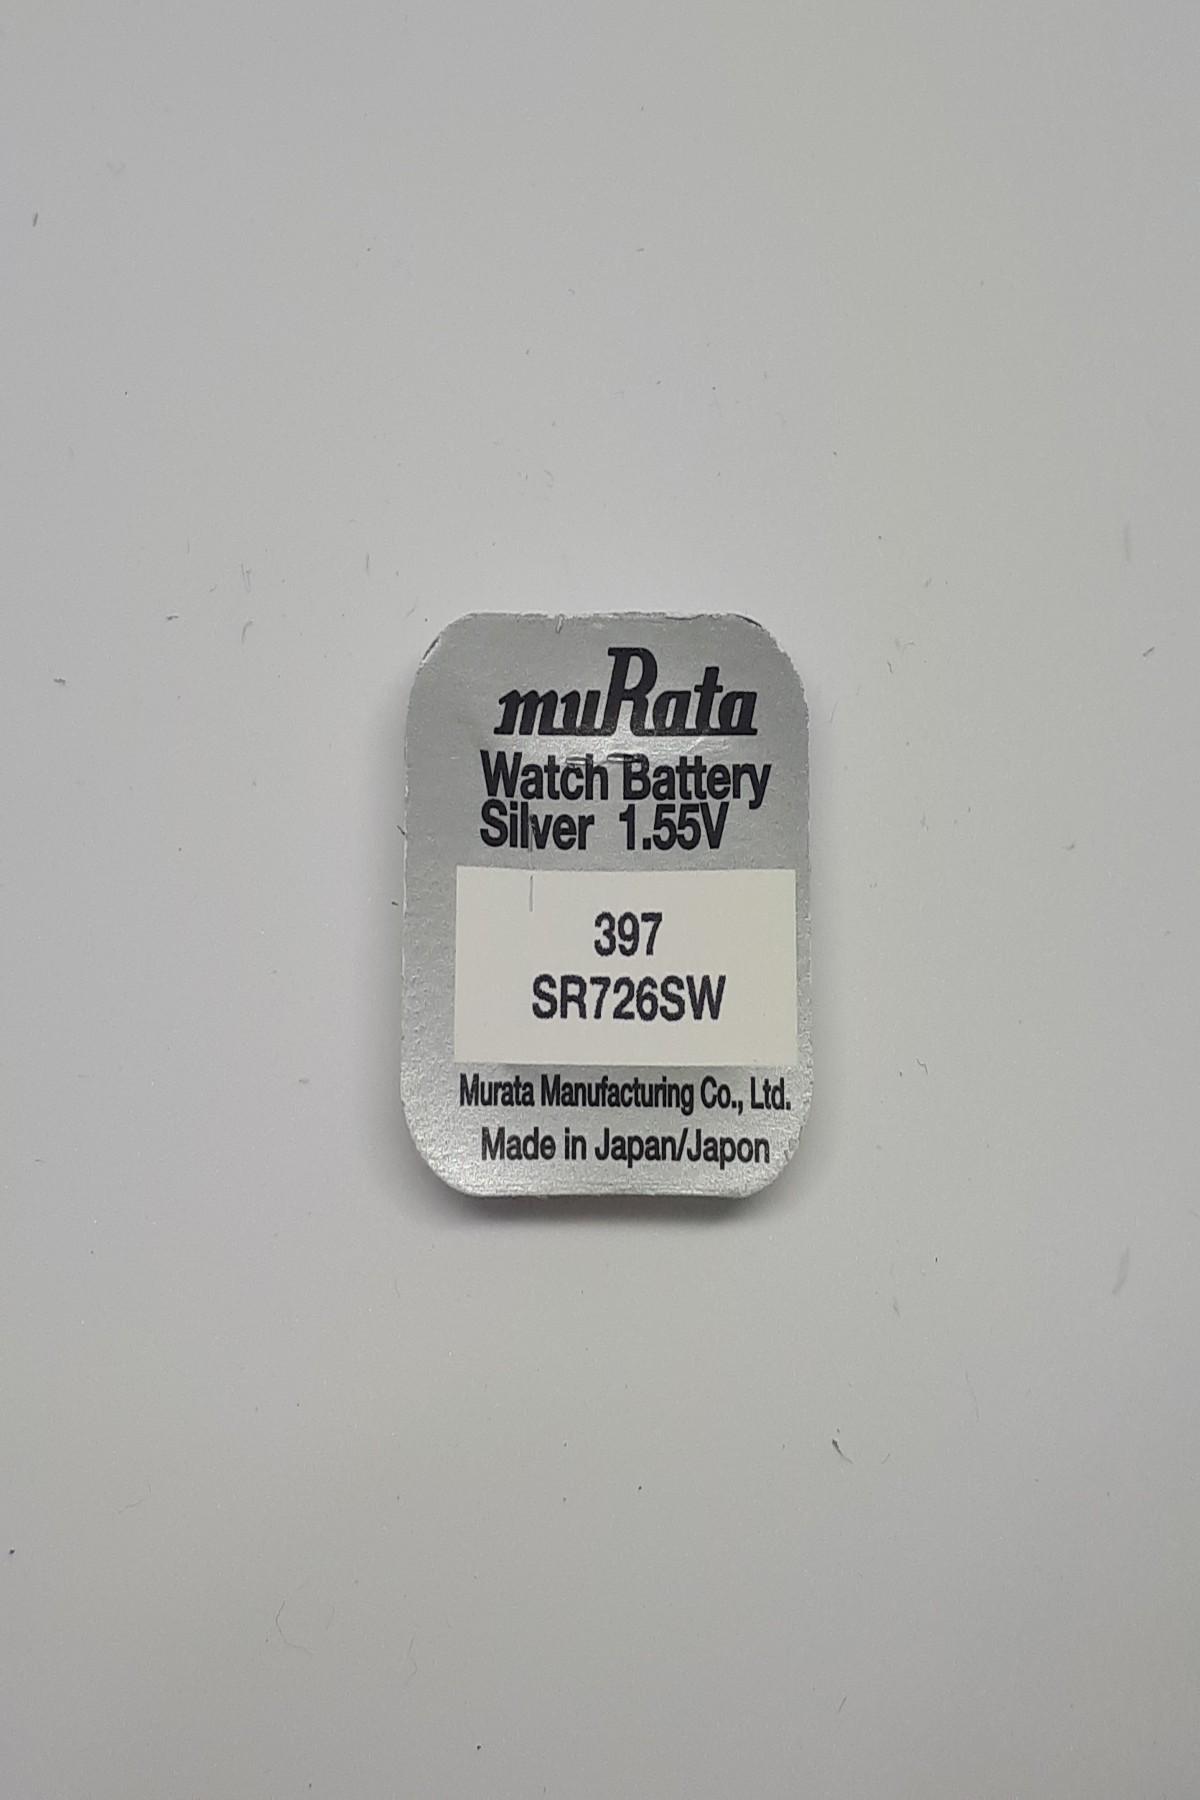 muRata
Watch Battery
Silver 1.55V
397
SR726SW
Murata Manufacturing Co., Ltd.
Made in Japan/Japon